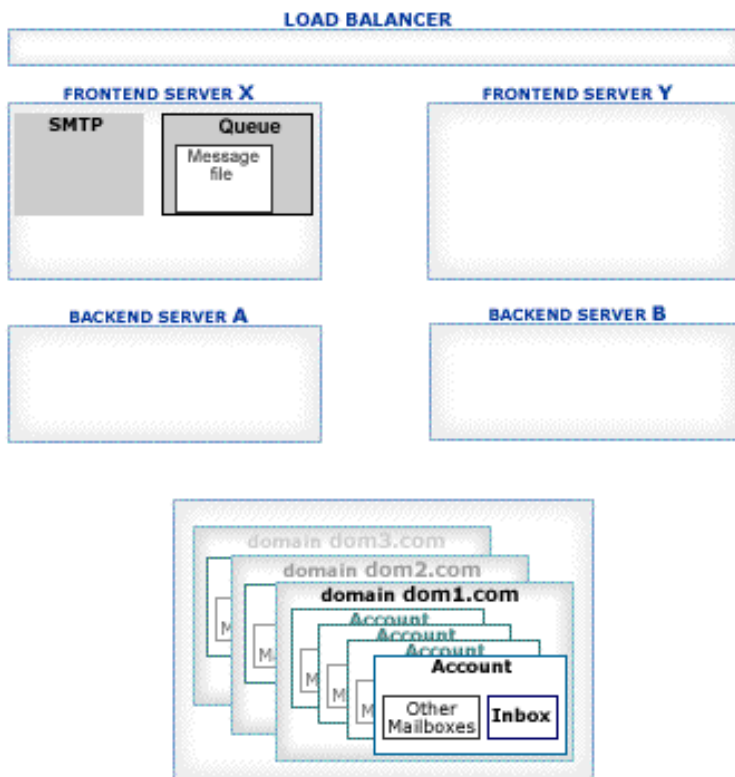 LOAD BALANCER
FRONTEND SERVER X
FRONTEND SERVER Y
SMTP
Queue
Message
file
BACKEND SERVER A
BACKEND SERVER B
domain dom3.com
domain dom2.com
domain dom1.com
Account
Account
Account
Account
M
Ma
M
M
M
Other
Mailboxes
Inbox